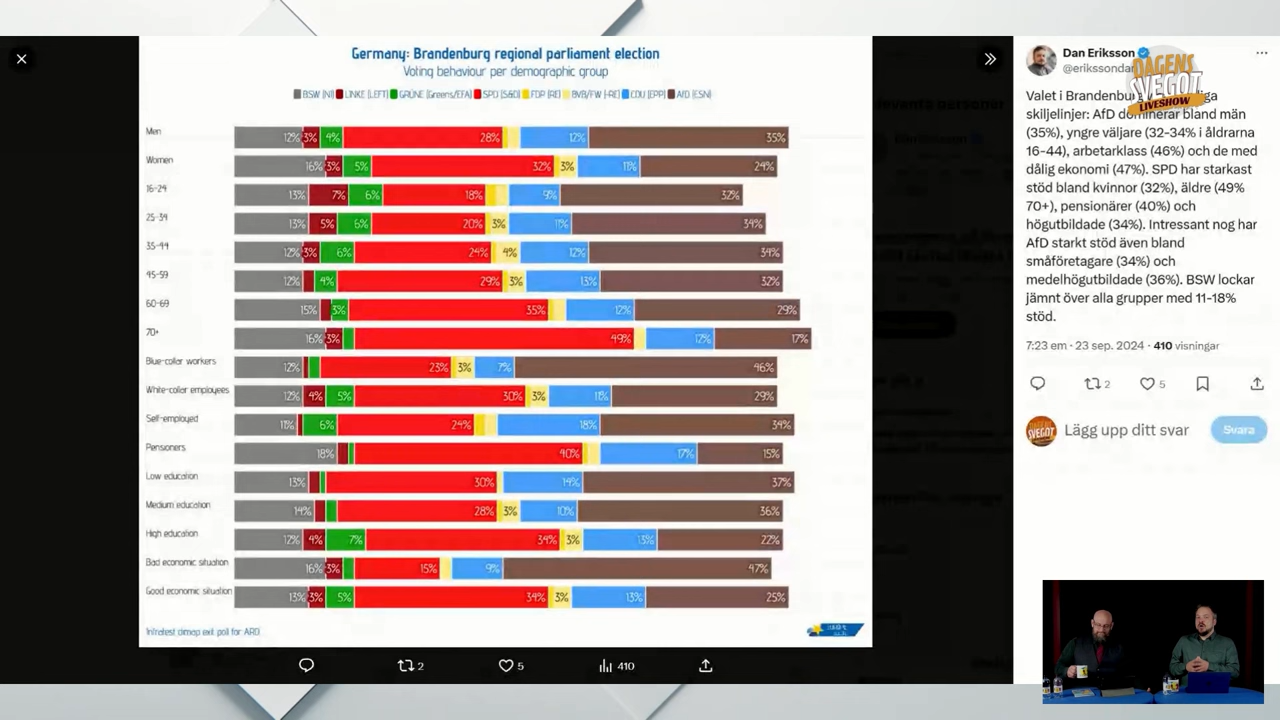 Germany: Brandenburg regional parliament election
Voting behaviour per demographic group
BSW (NI) LINKE (LEFT) GRÜNE (Greens/EFA) SPD (S&D) FDP (RE) BVB/FW (→RE) CDU (EPP) AfD (ESN)
Men 12% 3% 4% 28% 12% 35%
Women 16% 3% 5% 32% 3% 11% 24%
16-24 13% 7% 6% 18% 9% 32%
25-34 13% 5% 6% 20% 3% 11% 34%
35-44 12% 3% 6% 24% 4% 12% 34%
45-59 12% 4% 29% 3% 13% 32%
60-69 15% 3% 35% 12% 29%
70+ 16% 3% 49% 12% 17%
Blue-collar workers 12% 23% 3% 7% 46%
White-collar employees 12% 4% 5% 30% 3% 11% 29%
Self-employed 11% 6% 24% 18% 34%
Pensioners 18% 40% 17% 15%
Low education 13% 30% 14% 37%
Medium education 14% 28% 3% 10% 36%
High education 12% 4% 7% 34% 3% 13% 22%
Bad economic situation 16% 3% 15% 9% 47%
Good economic situation 13% 3% 5% 34% 3% 13% 25%
Infratest dimap exit poll for ARD
2 5 410
Dan Eriksson
@erikssonda
DAGENS
SVEGOT
LIVESHOW
Valet i
skiljelinjer: AfD dominerar bland män
(35%), yngre väljare (32-34% i åldrarna
16-44), arbetarklass (46%) och de med
dålig ekonomi (47%). SPD har starkast
stöd bland kvinnor (32%), äldre (49%
70+), pensionärer (40%) och
högutbildade (34%). Intressant nog har
AfD starkt stöd även bland
småföretagare (34%) och
medelhögutbildade (36%). BSW lockar
jämnt över alla grupper med 11-18%
stöd.
7:23 em · 23 sep. 2024 · 410 visningar
2 5
DAGENS
SVEGOT
Lägg upp ditt svar
Svara